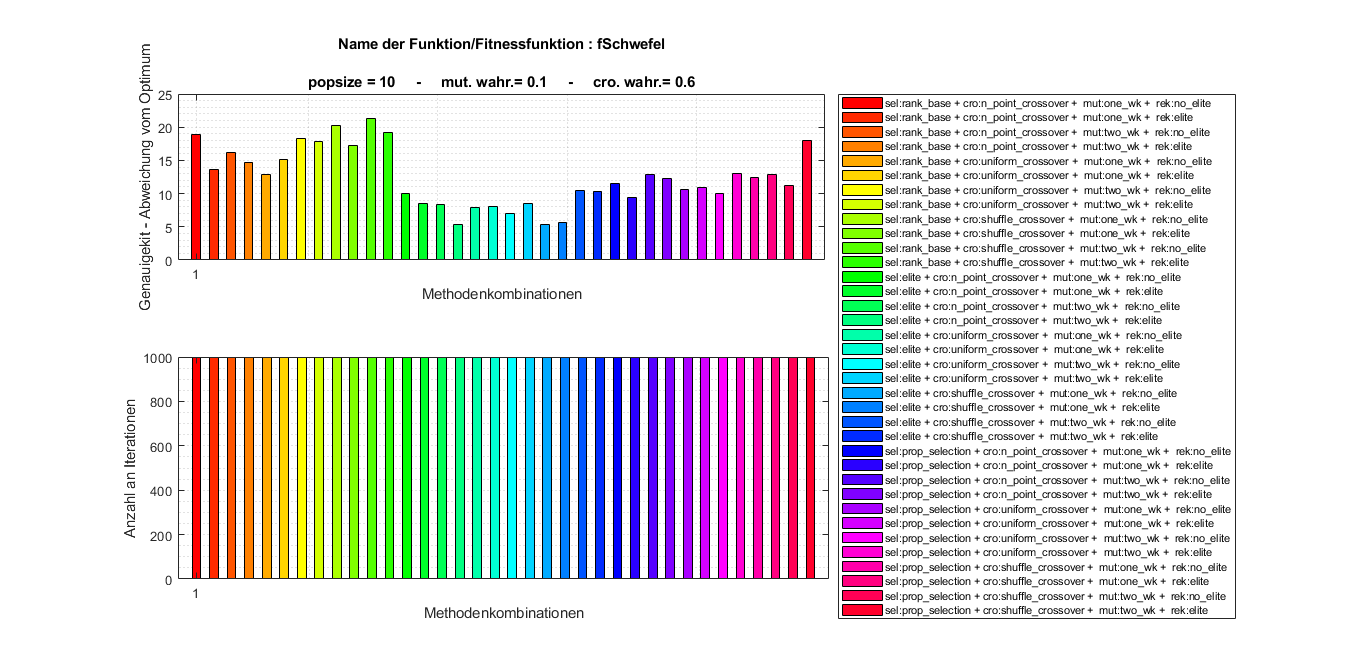 Name der Funktion/Fitnessfunktion : fSchwefel
popsize = 10 - mut. wahr.= 0.1 - cro. wahr.= 0.6
Genauigekit - Abweichung vom Optimum
25
20
15
10
5
0
1
Methodenkombinationen
Anzahl an Iterationen
1000
800
600
400
200
0
1
Methodenkombinationen
sel:rank_base + cro:n_point_crossover + mut:one_wk + rek:no_elite
sel:rank_base + cro:n_point_crossover + mut:one_wk + rek:elite
sel:rank_base + cro:n_point_crossover + mut:two_wk + rek:no_elite
sel:rank_base + cro:n_point_crossover + mut:two_wk + rek:elite
sel:rank_base + cro:uniform_crossover + mut:one_wk + rek:no_elite
sel:rank_base + cro:uniform_crossover + mut:one_wk + rek:elite
sel:rank_base + cro:uniform_crossover + mut:two_wk + rek:no_elite
sel:rank_base + cro:uniform_crossover + mut:two_wk + rek:elite
sel:rank_base + cro:shuffle_crossover + mut:one_wk + rek:no_elite
sel:rank_base + cro:shuffle_crossover + mut:one_wk + rek:elite
sel:rank_base + cro:shuffle_crossover + mut:two_wk + rek:no_elite
sel:rank_base + cro:shuffle_crossover + mut:two_wk + rek:elite
sel:elite + cro:n_point_crossover + mut:one_wk + rek:no_elite
sel:elite + cro:n_point_crossover + mut:one_wk + rek:elite
sel:elite + cro:n_point_crossover + mut:two_wk + rek:no_elite
sel:elite + cro:n_point_crossover + mut:two_wk + rek:elite
sel:elite + cro:uniform_crossover + mut:one_wk + rek:no_elite
sel:elite + cro:uniform_crossover + mut:one_wk + rek:elite
sel:elite + cro:uniform_crossover + mut:two_wk + rek:no_elite
sel:elite + cro:uniform_crossover + mut:two_wk + rek:elite
sel:elite + cro:shuffle_crossover + mut:one_wk + rek:no_elite
sel:elite + cro:shuffle_crossover + mut:one_wk + rek:elite
sel:elite + cro:shuffle_crossover + mut:two_wk + rek:no_elite
sel:elite + cro:shuffle_crossover + mut:two_wk + rek:elite
sel:prop_selection + cro:n_point_crossover + mut:one_wk + rek:no_elite
sel:prop_selection + cro:n_point_crossover + mut:one_wk + rek:elite
sel:prop_selection + cro:n_point_crossover + mut:two_wk + rek:no_elite
sel:prop_selection + cro:n_point_crossover + mut:two_wk + rek:elite
sel:prop_selection + cro:uniform_crossover + mut:one_wk + rek:no_elite
sel:prop_selection + cro:uniform_crossover + mut:one_wk + rek:elite
sel:prop_selection + cro:uniform_crossover + mut:two_wk + rek:no_elite
sel:prop_selection + cro:uniform_crossover + mut:two_wk + rek:elite
sel:prop_selection + cro:shuffle_crossover + mut:one_wk + rek:no_elite
sel:prop_selection + cro:shuffle_crossover + mut:one_wk + rek:elite
sel:prop_selection + cro:shuffle_crossover + mut:two_wk + rek:no_elite
sel:prop_selection + cro:shuffle_crossover + mut:two_wk + rek:elite